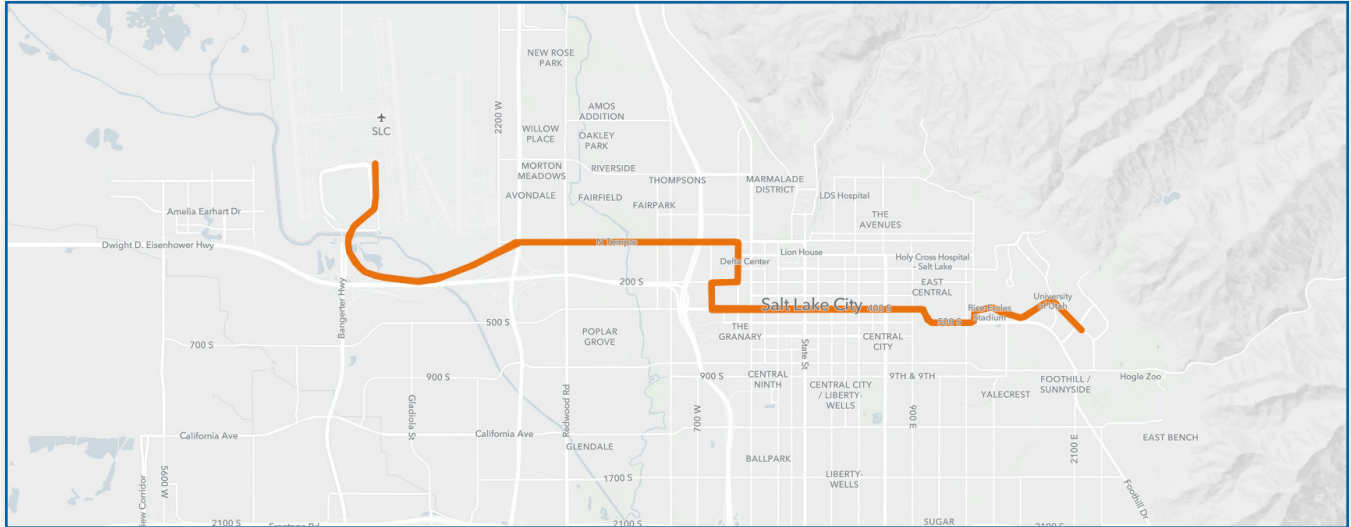 NEW ROSE
PARK
SLC
2200 W
AMOS
ADDITION
WILLOW
PLACE
OAKLEY
PARK
MORTON
MEADOWS
RIVERSIDE
THOMPSONS
MARMALADE
DISTRICT
LDS Hospital
AVONDALE
FAIRFIELD
FAIRPARK
THE
AVENUES
Amelia Earhart Dr
Dwight D. Eisenhower Hwy
N Temple
Delta Center
Lion House
Holy Cross Hospital
- Salt Lake
EAST
CENTRAL
Bangerter Hwy
200 S
Salt Lake City
400 S
500 S
Rice-Eccles
Stadium
University
of Utah
500 S
700 S
POPLAR
GROVE
THE
GRANARY
State St
CENTRAL
CITY
900 S
900 S
CENTRAL
NINTH
CENTRAL CITY
/ LIBERTY-
WELLS
9TH & 9TH
YALECREST
FOOTHILL /
SUNNYSIDE
Hogle Zoo
Gladiola St
Redwood Rd
700 W
900 E
2100 E
California Ave
California Ave
GLENDALE
EAST BENCH
BALLPARK
LIBERTY-
WELLS
1700 S
Foothill Dr
View Corridor
5600 W
2100 S
Frontage Rd
2100 S
SUGAR
2100 S